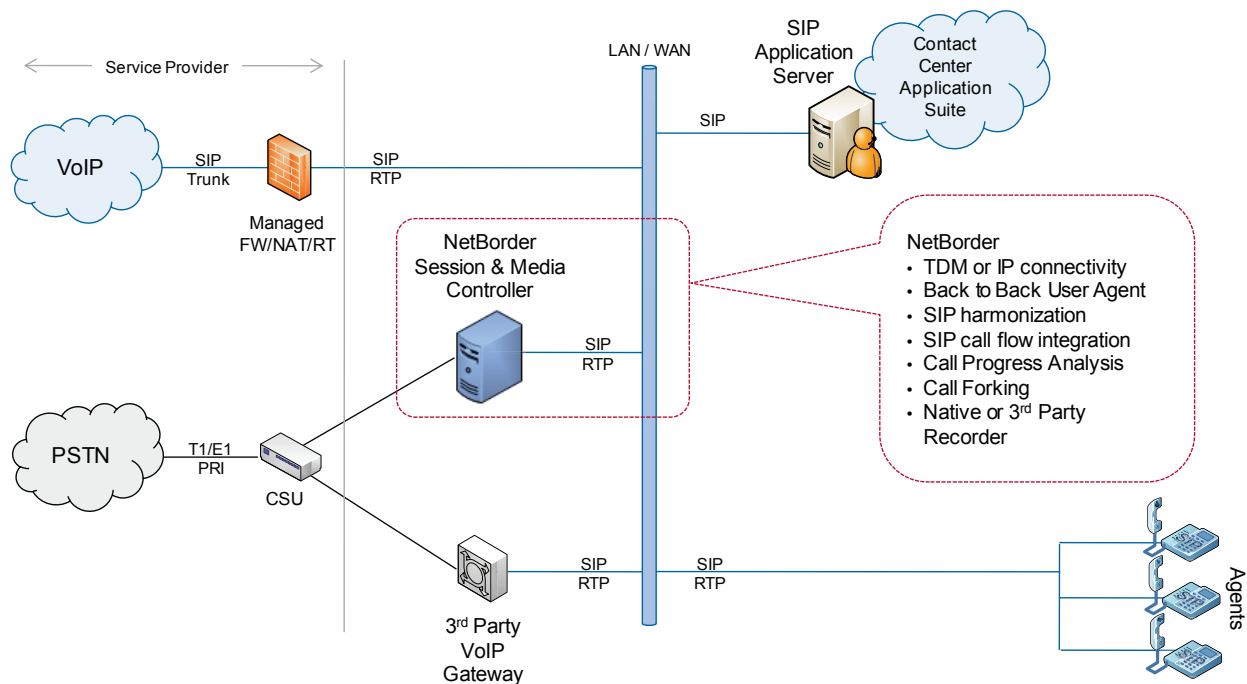 Service Provider
VoIP
SIP
Trunk
Managed
FW/NAT/RT
SIP
RTP
LAN / WAN
SIP
SIP
Application
Server
Contact
Center
Application
Suite
NetBorder
Session & Media
Controller
SIP
RTP
NetBorder
• TDM or IP connectivity
• Back to Back User Agent
• SIP harmonization
• SIP call flow integration
• Call Progress Analysis
• Call Forking
• Native or 3rd Party
Recorder
PSTN
T1/E1
PRI
CSU
3rd Party
VoIP
Gateway
SIP
RTP
SIP
RTP
Agents